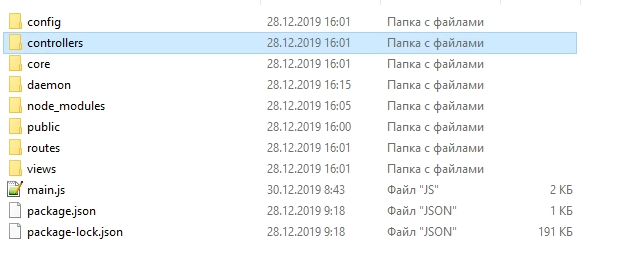 config 28.12.2019 16:01 Папка с файлами
controllers 28.12.2019 16:01 Папка с файлами
core 28.12.2019 16:01 Папка с файлами
daemon 28.12.2019 16:15 Папка с файлами
node_modules 28.12.2019 16:05 Папка с файлами
public 28.12.2019 16:00 Папка с файлами
routes 28.12.2019 16:01 Папка с файлами
views 28.12.2019 16:01 Папка с файлами
main.js 30.12.2019 8:43 Файл "JS" 2 КБ
package.json 28.12.2019 9:18 Файл "JSON" 1 КБ
package-lock.json 28.12.2019 9:18 Файл "JSON" 191 КБ